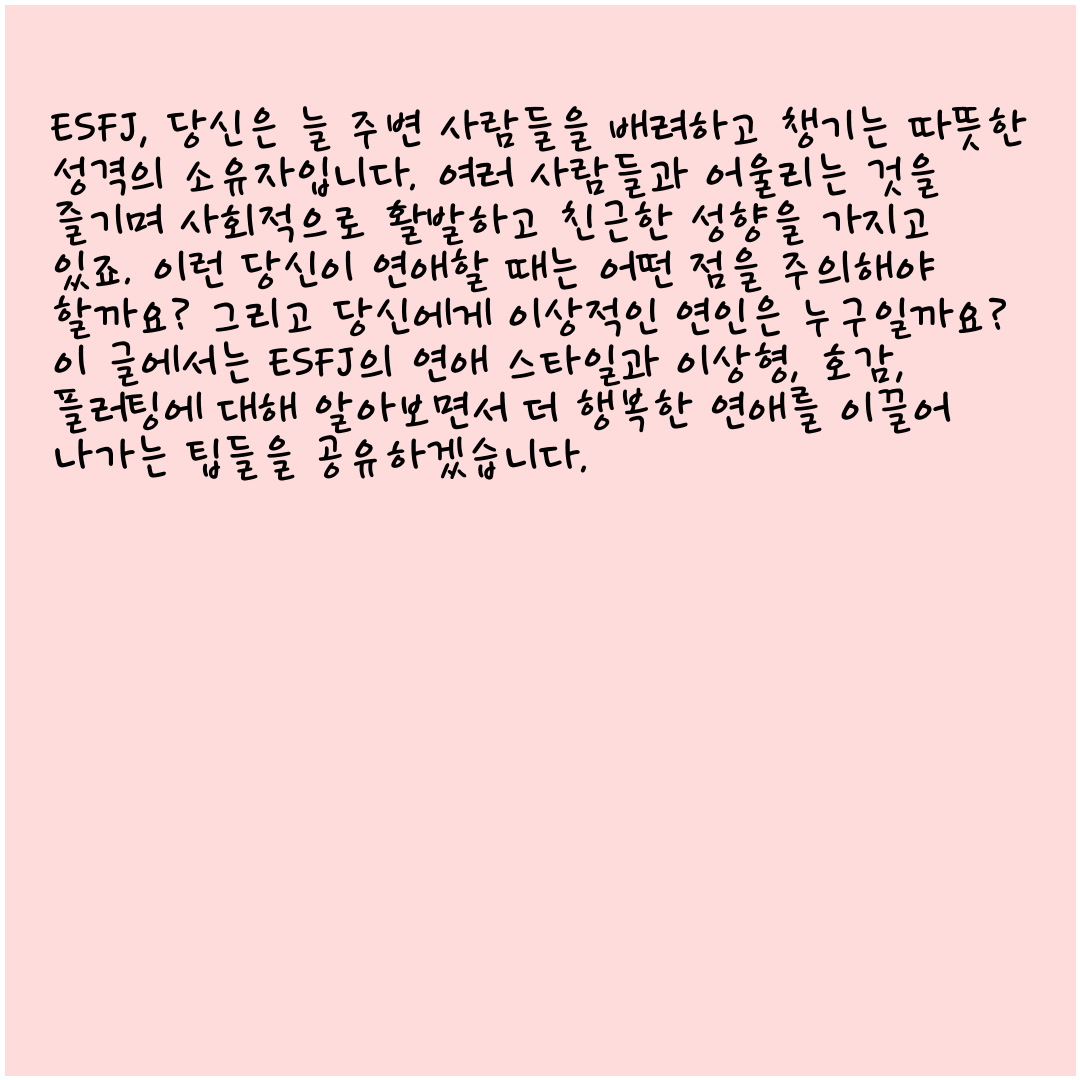 ESFJ, 당신은 늘 주변 사람들을 배려하고 챙기는 따뜻한
성격의 소유자입니다. 여러 사람들과 어울리는 것을
즐기며 사회적으로 활발하고 친근한 성향을 가지고
있죠. 이런 당신이 연애할 때는 어떤 점을 주의해야
할까요? 그리고 당신에게 이상적인 연인은 누구일까요?
이 글에서는 ESFJ의 연애 스타일과 이상형, 호감,
플러팅에 대해 알아보면서 더 행복한 연애를 이끌어
나가는 팁들을 공유하겠습니다.